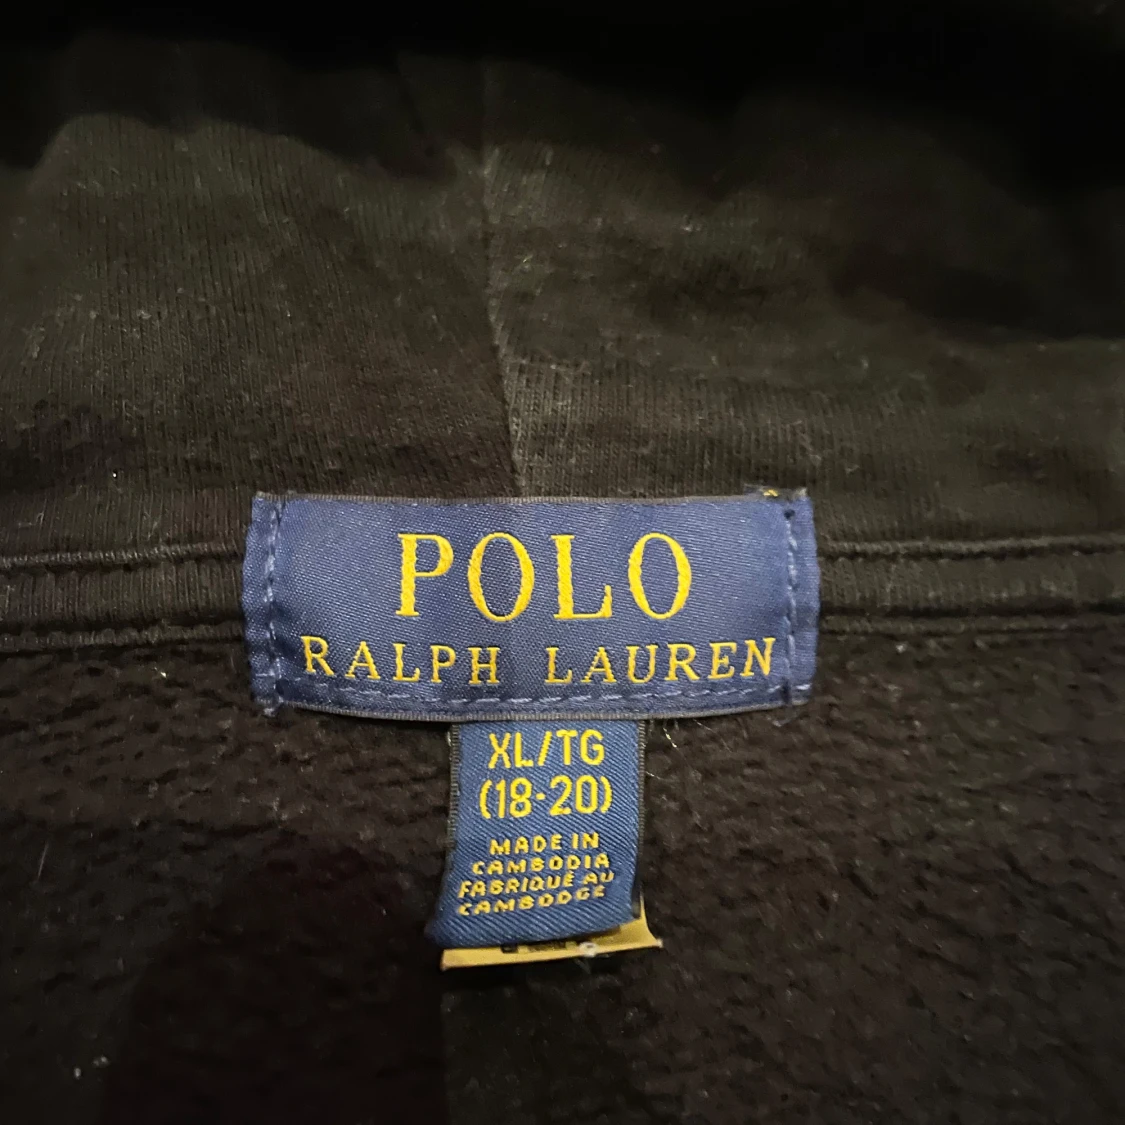 POLO
RALPH LAUREN
XL/TG
(18-20)
MADE IN
CAMBODIA
FABRIQUÉ AU
CAMBODGE